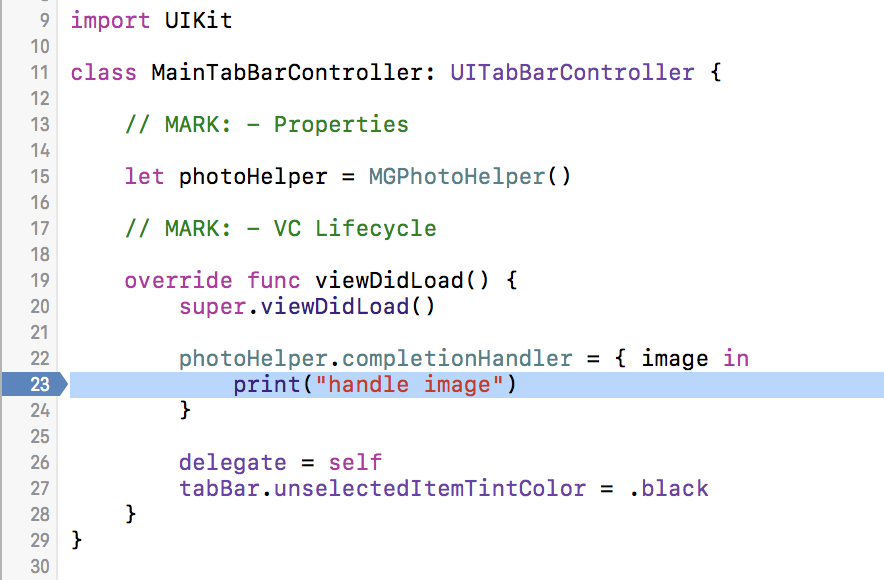 9 import UIKit
10
11 class MainTabBarController: UITabBarController {
12
13     // MARK: - Properties
14
15     let photoHelper = MGPhotoHelper()
16
17     // MARK: - VC Lifecycle
18
19     override func viewDidLoad() {
20         super.viewDidLoad()
21
22         photoHelper.completionHandler = { image in
23             print("handle image")
24         }
25
26         delegate = self
27         tabBar.unselectedItemTintColor = .black
28     }
29 }
30